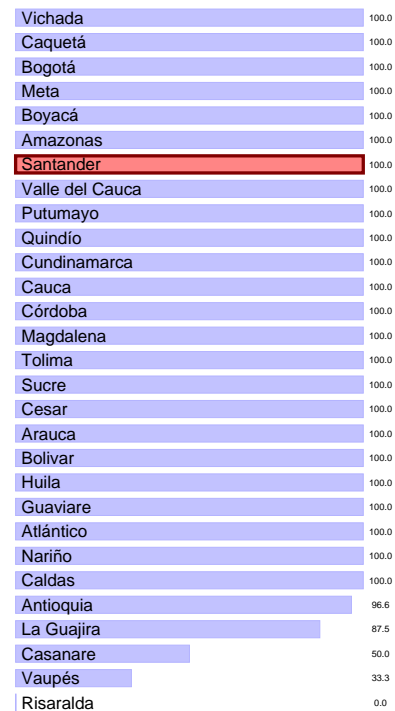 Vichada 100.0
Caquetá 100.0
Bogotá 100.0
Meta 100.0
Boyacá 100.0
Amazonas 100.0
Santander 100.0
Valle del Cauca 100.0
Putumayo 100.0
Quindío 100.0
Cundinamarca 100.0
Cauca 100.0
Córdoba 100.0
Magdalena 100.0
Tolima 100.0
Sucre 100.0
Cesar 100.0
Arauca 100.0
Bolivar 100.0
Huila 100.0
Guaviare 100.0
Atlántico 100.0
Nariño 100.0
Caldas 100.0
Antioquia 96.6
La Guajira 87.5
Casanare 50.0
Vaupés 33.3
Risaralda 0.0